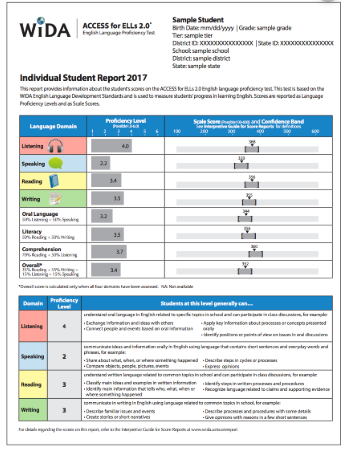 WIDA
ACCESS for ELLs 2.0®
English Language Proficiency Test
Sample Student
Birth Date: mm/dd/yyyy | Grade: sample grade
Tier: sample tier
District ID: XXXXXXXXXXXXXXX | State ID: XXXXXXXXXXXXXXX
School: sample school
District: sample district
State: sample state
Individual Student Report 2017
This report provides information about the student's scores on the ACCESS for ELLs 2.0 English language proficiency test. This test is based on the
WIDA English Language Development Standards and is used to measure students' progress in learning English. Scores are reported as Language
Proficiency Levels and as Scale Scores.
Language Domain
Proficiency Level
(Possible 1.0-6.0)
1 2 3 4 5 6
Scale Score (Possible 100-600) and Confidence Band
See Interpretive Guide for Score Reports for definitions
100 200 300 400 500 600
Listening
4.0
368
Speaking
2.2
Reading
3.4
Writing
3.5
Oral Language
50% Listening + 50% Speaking
3.2
Literacy
50% Reading + 50% Writing
3.5
Comprehension
70% Reading + 30% Listening
3.7
Overall*
35% Reading + 35% Writing +
15% Listening + 15% Speaking
3.4
*Overall score is calculated only when all four domains have been assessed. NA: Not available
Domain
Proficiency
Level
Students at this level generally can...
Listening
4
understand oral language in English related to specific topics in school and can participate in class discussions, for example:
• Exchange information and ideas with others
• Connect people and events based on oral information
• Apply key information about processes or concepts presented
orally
• Identify positions or points of view on issues in oral discussions
Speaking
2
communicate ideas and information orally in English using language that contains short sentences and everyday words and
phrases, for example:
• Share about what, when, or where something happened
• Compare objects, people, pictures, events
• Describe steps in cycles or processes
• Express opinions
Reading
3
understand written language related to common topics in school and can participate in class discussions, for example:
• Classify main ideas and examples in written information
• Identify main information that tells who, what, when or
where something happened
• Identify steps in written processes and procedures
• Recognize language related to claims and supporting evidence
Writing
3
communicate in writing in English using language related to common topics in school, for example:
• Describe familiar issues and events
• Create stories or short narratives
• Describe processes and procedures with some details
• Give opinions with reasons in a few short sentences
For details regarding the scores on this report, refer to the Interpretive Guide for Score Reports at www.wida.us/scorereport